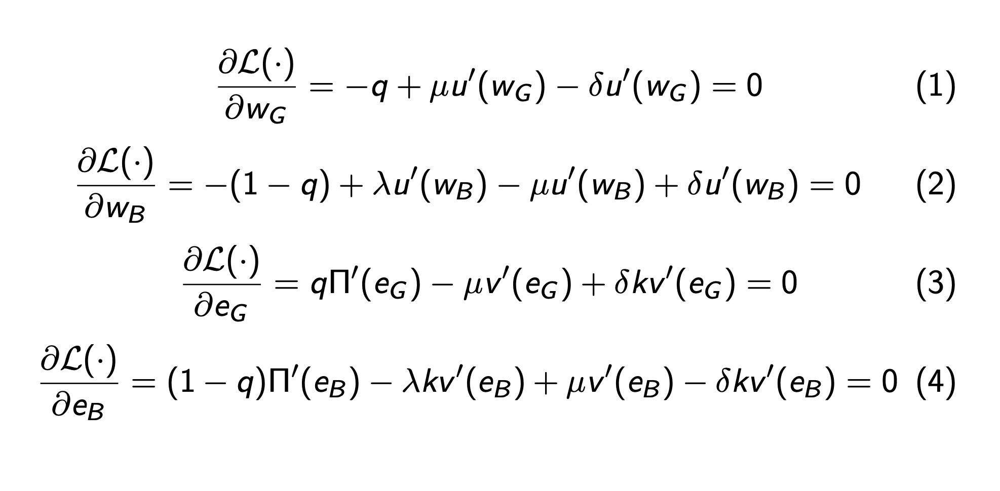 ∂ℒ(·)/∂w_G = −q + μu′(w_G) − δu′(w_G) = 0 (1)
∂ℒ(·)/∂w_B = −(1 − q) + λu′(w_B) − μu′(w_B) + δu′(w_B) = 0 (2)
∂ℒ(·)/∂e_G = qΠ′(e_G) − μv′(e_G) + δkv′(e_G) = 0 (3)
∂ℒ(·)/∂e_B = (1 − q)Π′(e_B) − λkv′(e_B) + μv′(e_B) − δkv′(e_B) = 0 (4)